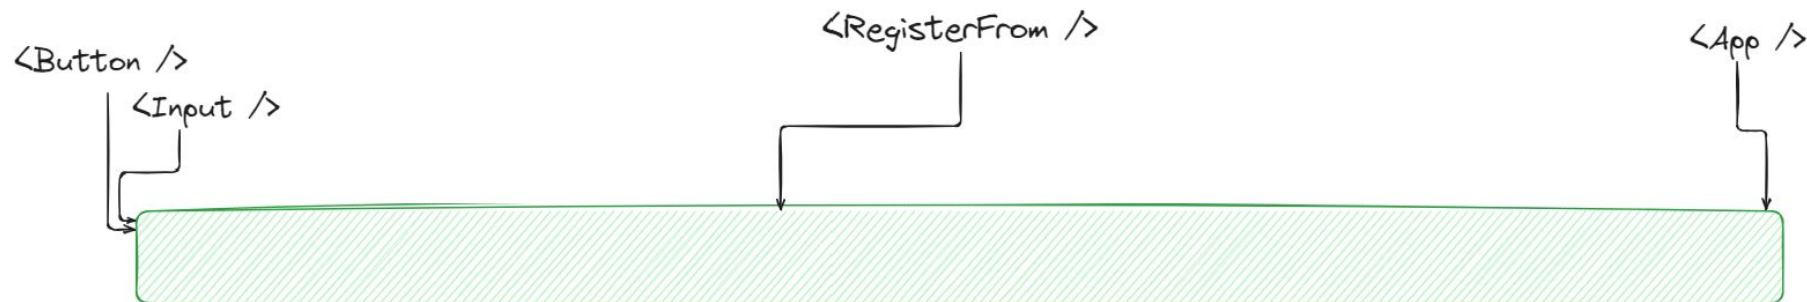 <Button />
<Input />
<RegisterFrom />
<App />